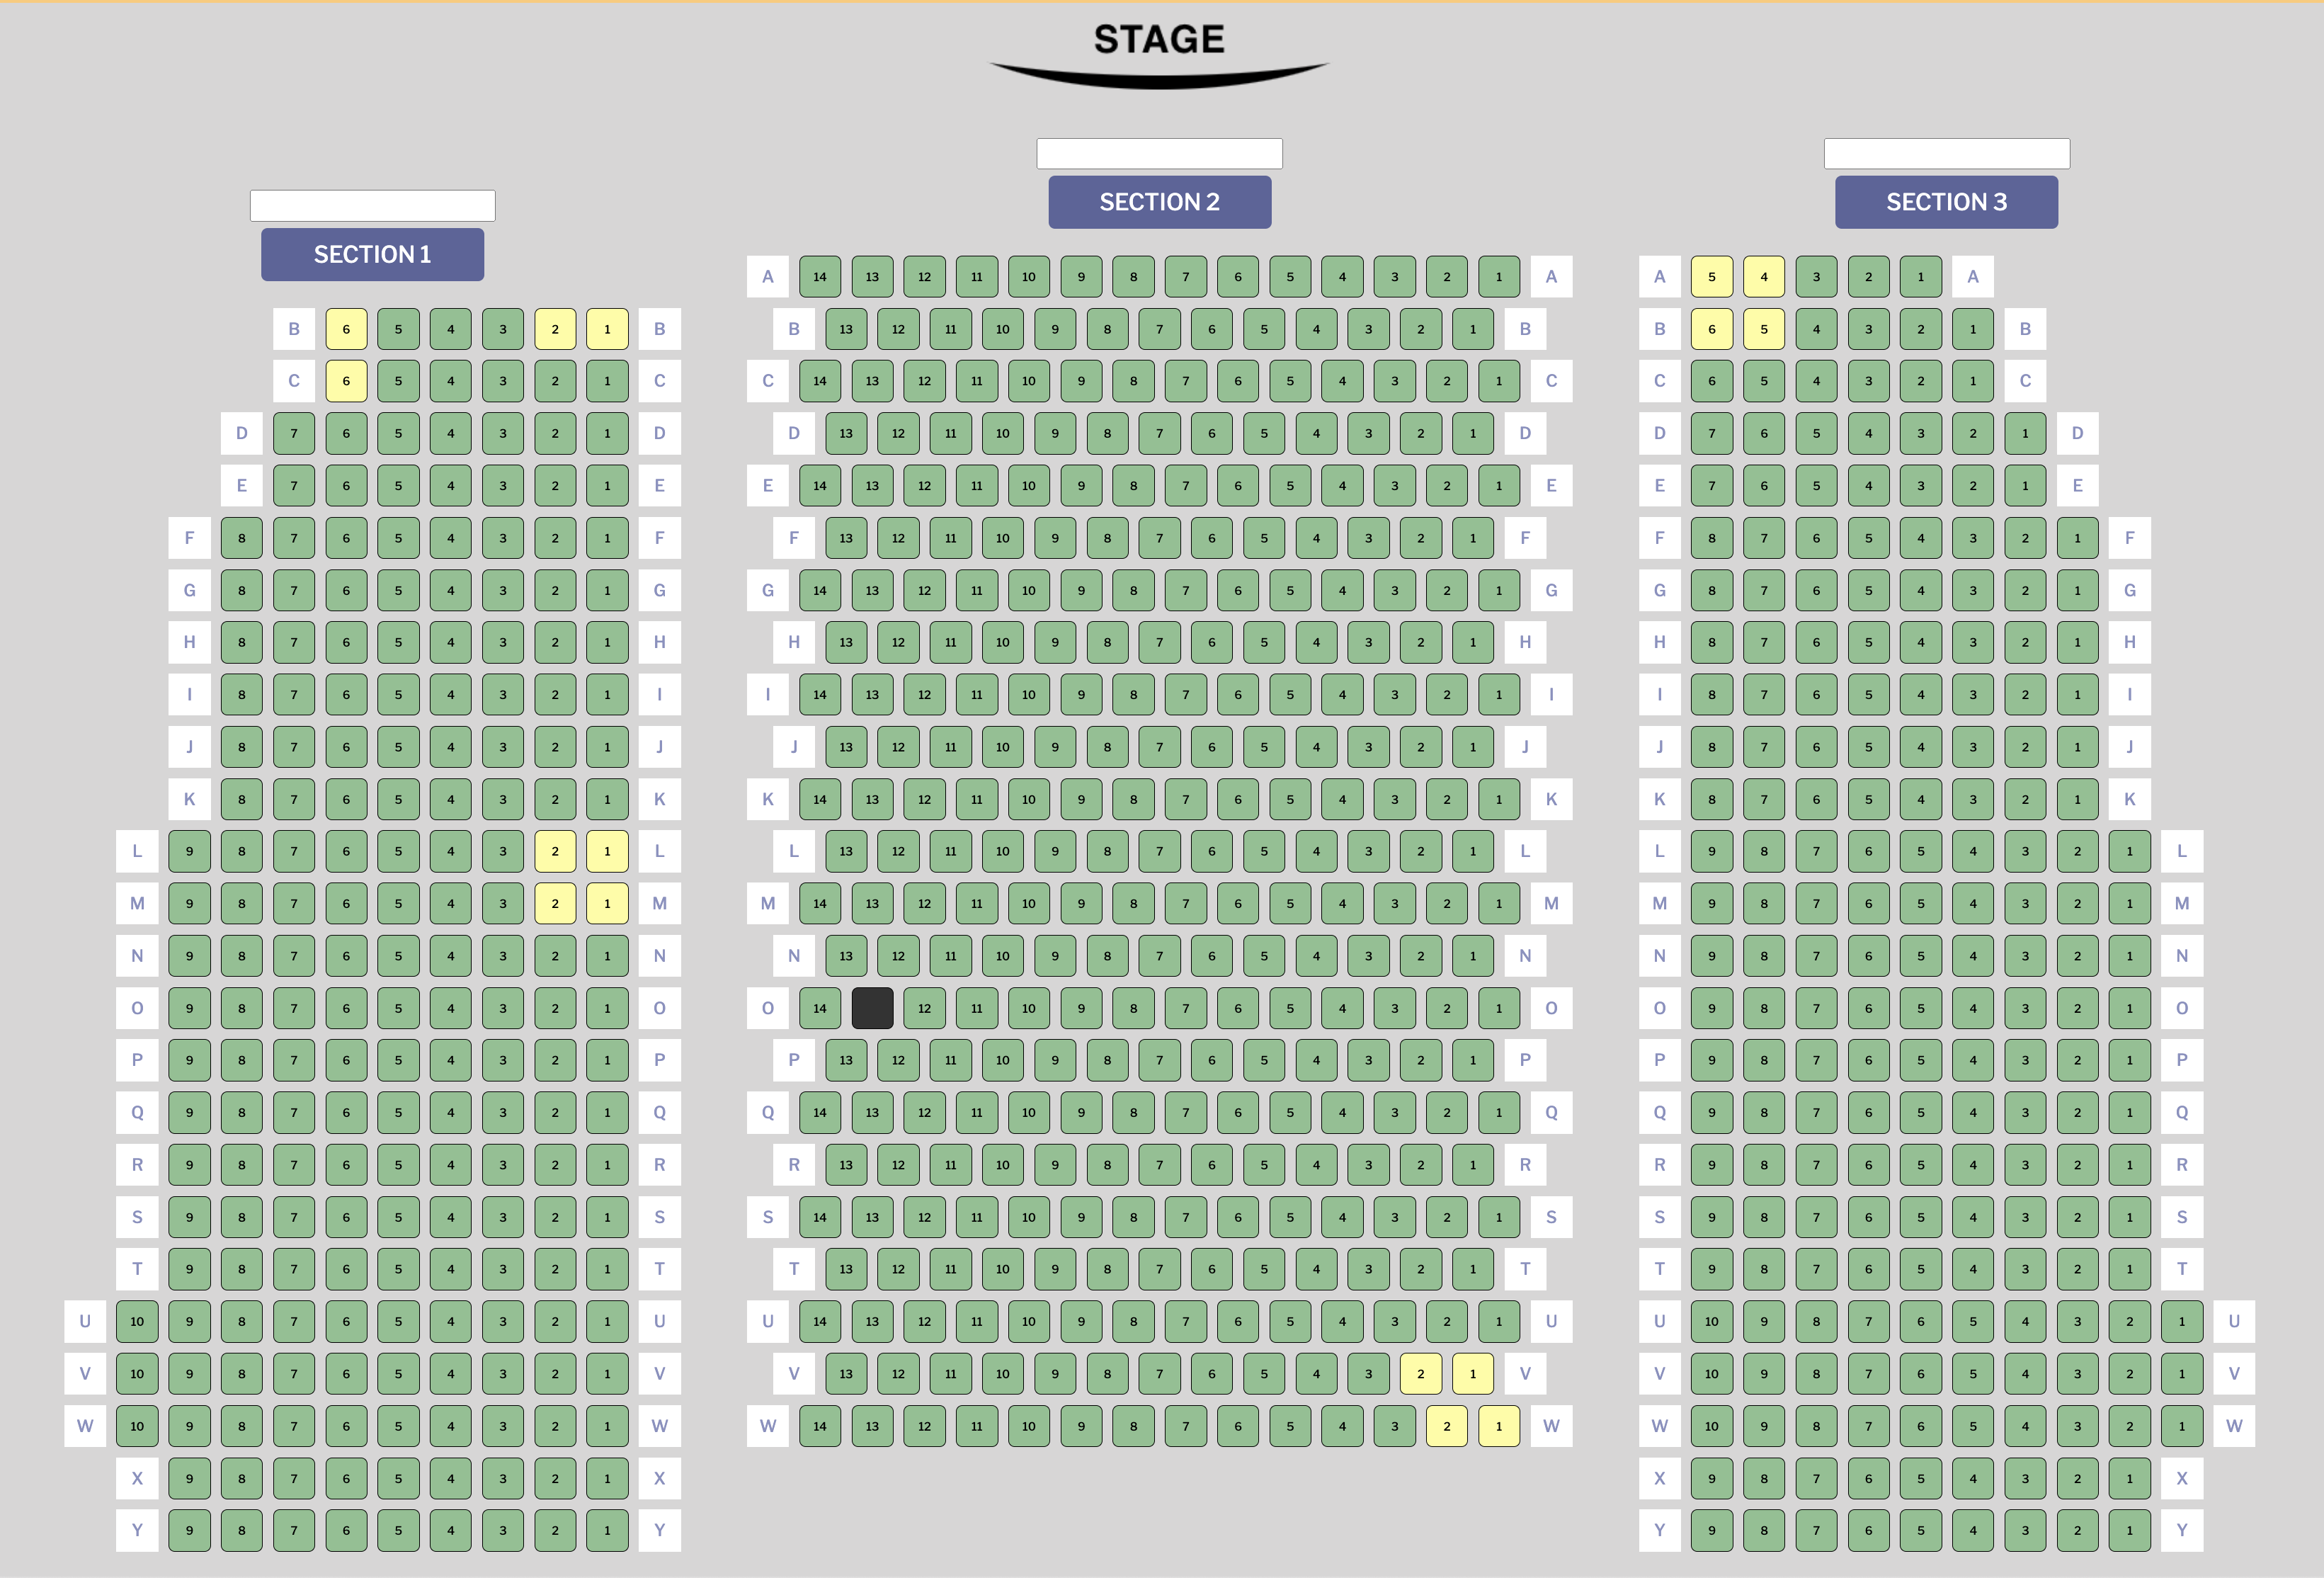 STAGE
SECTION 2
SECTION 3
SECTION 1
A 14 13 12 11 10 9 8 7 6 5 4 3 2 1 A A 5 4 3 2 1 A
B 6 5 4 3 2 1 B B 13 12 11 10 9 8 7 6 5 4 3 2 1 B B 6 5 4 3 2 1 B
C 6 5 4 3 2 1 C C 14 13 12 11 10 9 8 7 6 5 4 3 2 1 C C 6 5 4 3 2 1 C
D 7 6 5 4 3 2 1 D D 13 12 11 10 9 8 7 6 5 4 3 2 1 D D 7 6 5 4 3 2 1 D
E 7 6 5 4 3 2 1 E E 14 13 12 11 10 9 8 7 6 5 4 3 2 1 E E 7 6 5 4 3 2 1 E
F 8 7 6 5 4 3 2 1 F F 13 12 11 10 9 8 7 6 5 4 3 2 1 F F 8 7 6 5 4 3 2 1 F
G 8 7 6 5 4 3 2 1 G G 14 13 12 11 10 9 8 7 6 5 4 3 2 1 G G 8 7 6 5 4 3 2 1 G
H 8 7 6 5 4 3 2 1 H H 13 12 11 10 9 8 7 6 5 4 3 2 1 H H 8 7 6 5 4 3 2 1 H
I 8 7 6 5 4 3 2 1 I I 14 13 12 11 10 9 8 7 6 5 4 3 2 1 I I 8 7 6 5 4 3 2 1 I
J 8 7 6 5 4 3 2 1 J J 13 12 11 10 9 8 7 6 5 4 3 2 1 J J 8 7 6 5 4 3 2 1 J
K 8 7 6 5 4 3 2 1 K K 14 13 12 11 10 9 8 7 6 5 4 3 2 1 K K 8 7 6 5 4 3 2 1 K
L 9 8 7 6 5 4 3 2 1 L L 13 12 11 10 9 8 7 6 5 4 3 2 1 L L 9 8 7 6 5 4 3 2 1 L
M 9 8 7 6 5 4 3 2 1 M M 14 13 12 11 10 9 8 7 6 5 4 3 2 1 M M 9 8 7 6 5 4 3 2 1 M
N 9 8 7 6 5 4 3 2 1 N N 13 12 11 10 9 8 7 6 5 4 3 2 1 N N 9 8 7 6 5 4 3 2 1 N
O 9 8 7 6 5 4 3 2 1 O O 14 12 11 10 9 8 7 6 5 4 3 2 1 O O 9 8 7 6 5 4 3 2 1 O
P 9 8 7 6 5 4 3 2 1 P P 13 12 11 10 9 8 7 6 5 4 3 2 1 P P 9 8 7 6 5 4 3 2 1 P
Q 9 8 7 6 5 4 3 2 1 Q Q 14 13 12 11 10 9 8 7 6 5 4 3 2 1 Q Q 9 8 7 6 5 4 3 2 1 Q
R 9 8 7 6 5 4 3 2 1 R R 13 12 11 10 9 8 7 6 5 4 3 2 1 R R 9 8 7 6 5 4 3 2 1 R
S 9 8 7 6 5 4 3 2 1 S S 14 13 12 11 10 9 8 7 6 5 4 3 2 1 S S 9 8 7 6 5 4 3 2 1 S
T 9 8 7 6 5 4 3 2 1 T T 13 12 11 10 9 8 7 6 5 4 3 2 1 T T 9 8 7 6 5 4 3 2 1 T
U 10 9 8 7 6 5 4 3 2 1 U U 14 13 12 11 10 9 8 7 6 5 4 3 2 1 U U 10 9 8 7 6 5 4 3 2 1 U
V 10 9 8 7 6 5 4 3 2 1 V V 13 12 11 10 9 8 7 6 5 4 3 2 1 V V 10 9 8 7 6 5 4 3 2 1 V
W 10 9 8 7 6 5 4 3 2 1 W W 14 13 12 11 10 9 8 7 6 5 4 3 2 1 W W 10 9 8 7 6 5 4 3 2 1 W
X 9 8 7 6 5 4 3 2 1 X X 9 8 7 6 5 4 3 2 1 X
Y 9 8 7 6 5 4 3 2 1 Y Y 9 8 7 6 5 4 3 2 1 Y